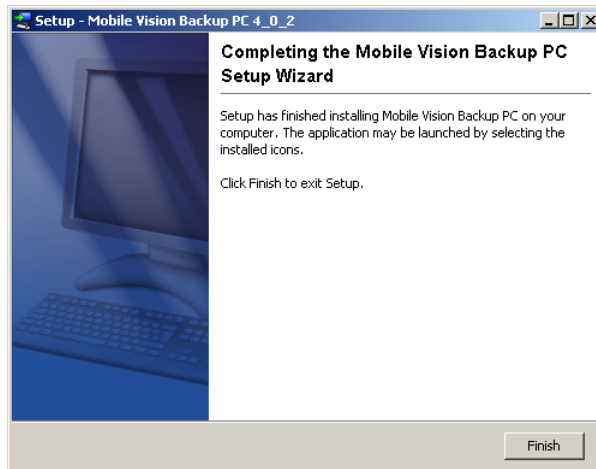 Setup - Mobile Vision Backup PC 4_0_2
Completing the Mobile Vision Backup PC
Setup Wizard
Setup has finished installing Mobile Vision Backup PC on your
computer. The application may be launched by selecting the
installed icons.
Click Finish to exit Setup.
Finish